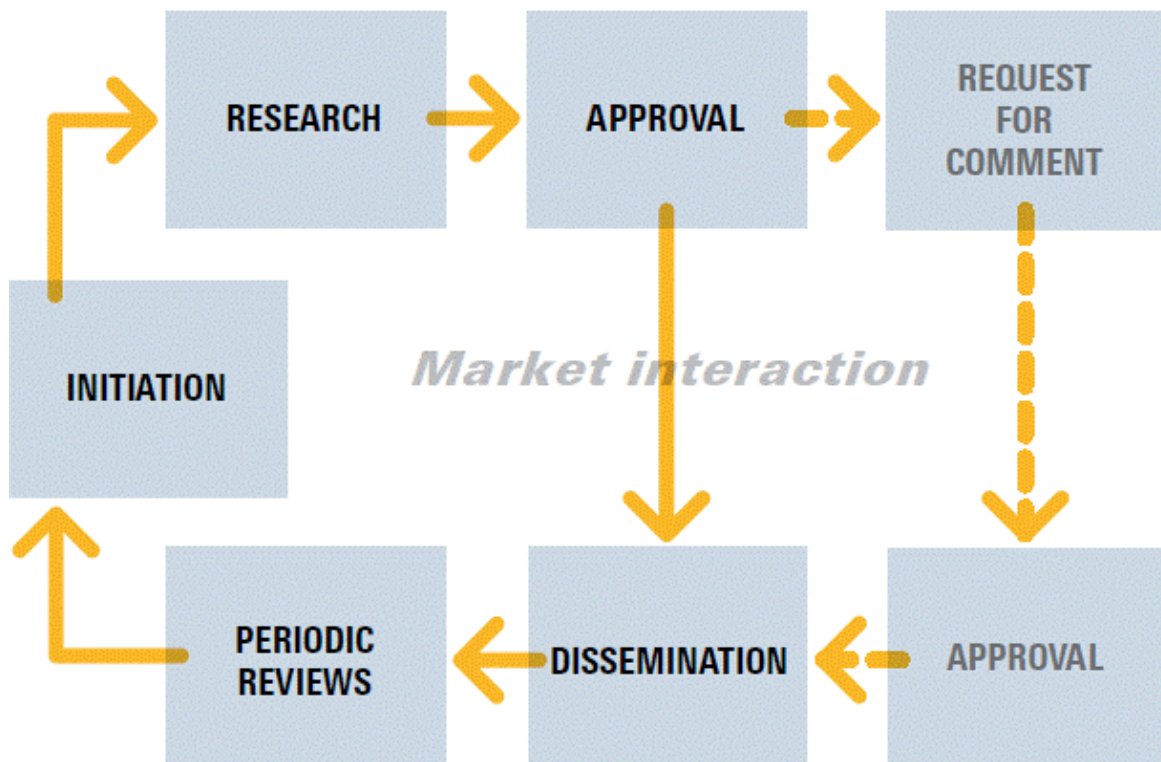 RESEARCH
APPROVAL
REQUEST
FOR
COMMENT
INITIATION
Market interaction
PERIODIC
REVIEWS
DISSEMINATION
APPROVAL